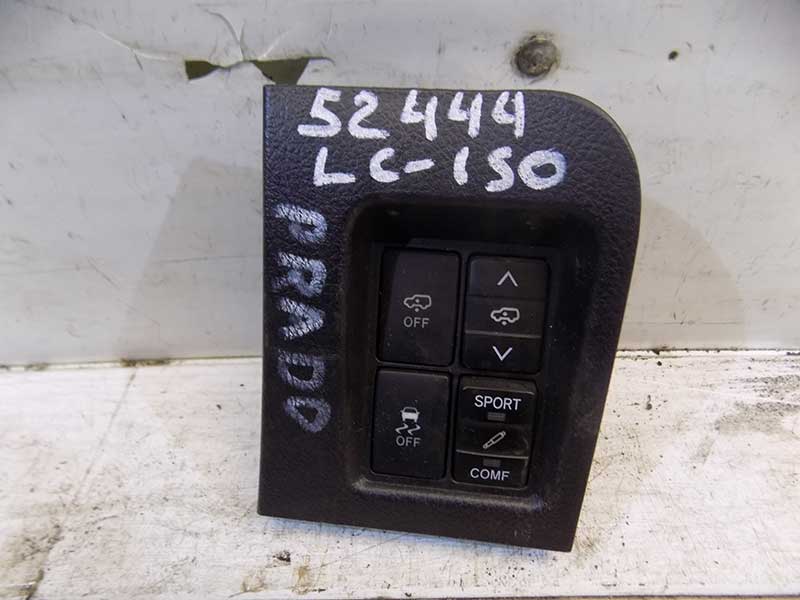 52444
LC-150
PRADO
OFF
OFF
SPORT
COMF